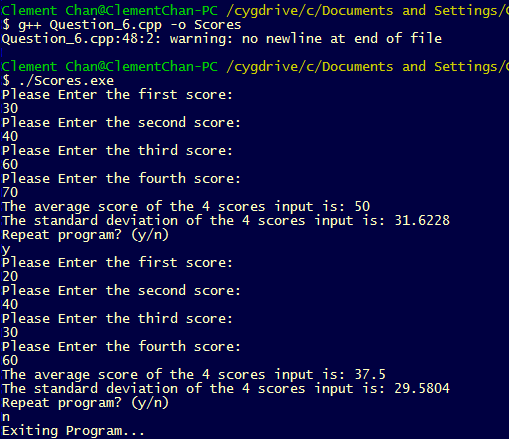 Clement Chan@ClementChan-PC /cygdrive/c/Documents and Settings/
$ g++ Question_6.cpp -o Scores
Question_6.cpp:48:2: warning: no newline at end of file
Clement Chan@ClementChan-PC /cygdrive/c/Documents and Settings/
$ ./Scores.exe
Please Enter the first score:
30
Please Enter the second score:
40
Please Enter the third score:
60
Please Enter the fourth score:
70
The average score of the 4 scores input is: 50
The standard deviation of the 4 scores input is: 31.6228
Repeat program? (y/n)
y
Please Enter the first score:
20
Please Enter the second score:
40
Please Enter the third score:
30
Please Enter the fourth score:
60
The average score of the 4 scores input is: 37.5
The standard deviation of the 4 scores input is: 29.5804
Repeat program? (y/n)
n
Exiting Program...